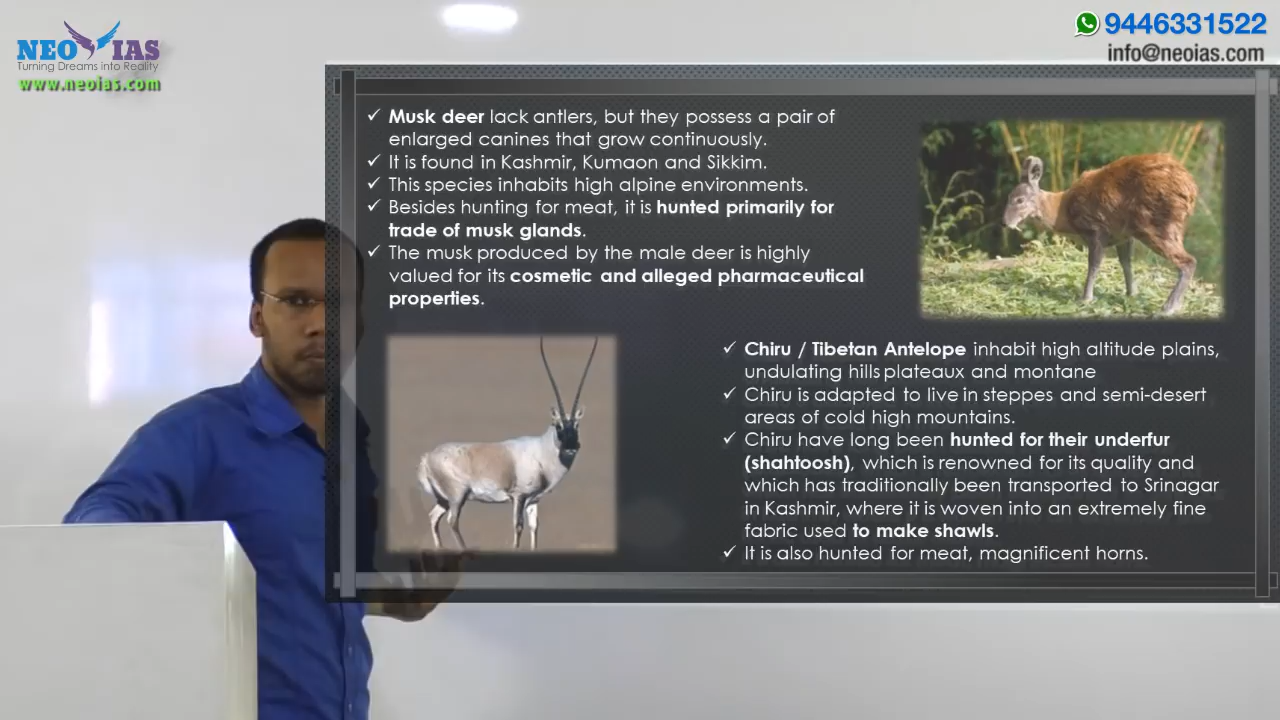 NEO IAS
Turning Dreams into Reality
www.neoias.com
9446331522
info@neoias.com
✓ Musk deer lack antlers, but they possess a pair of
enlarged canines that grow continuously.
✓ It is found in Kashmir, Kumaon and Sikkim.
✓ This species inhabits high alpine environments.
✓ Besides hunting for meat, it is hunted primarily for
trade of musk glands.
✓ The musk produced by the male deer is highly
valued for its cosmetic and alleged pharmaceutical
properties.
✓ Chiru / Tibetan Antelope inhabit high altitude plains,
undulating hills plateaux and montane
✓ Chiru is adapted to live in steppes and semi-desert
areas of cold high mountains.
✓ Chiru have long been hunted for their underfur
(shahtoosh), which is renowned for its quality and
which has traditionally been transported to Srinagar
in Kashmir, where it is woven into an extremely fine
fabric used to make shawls.
✓ It is also hunted for meat, magnificent horns.